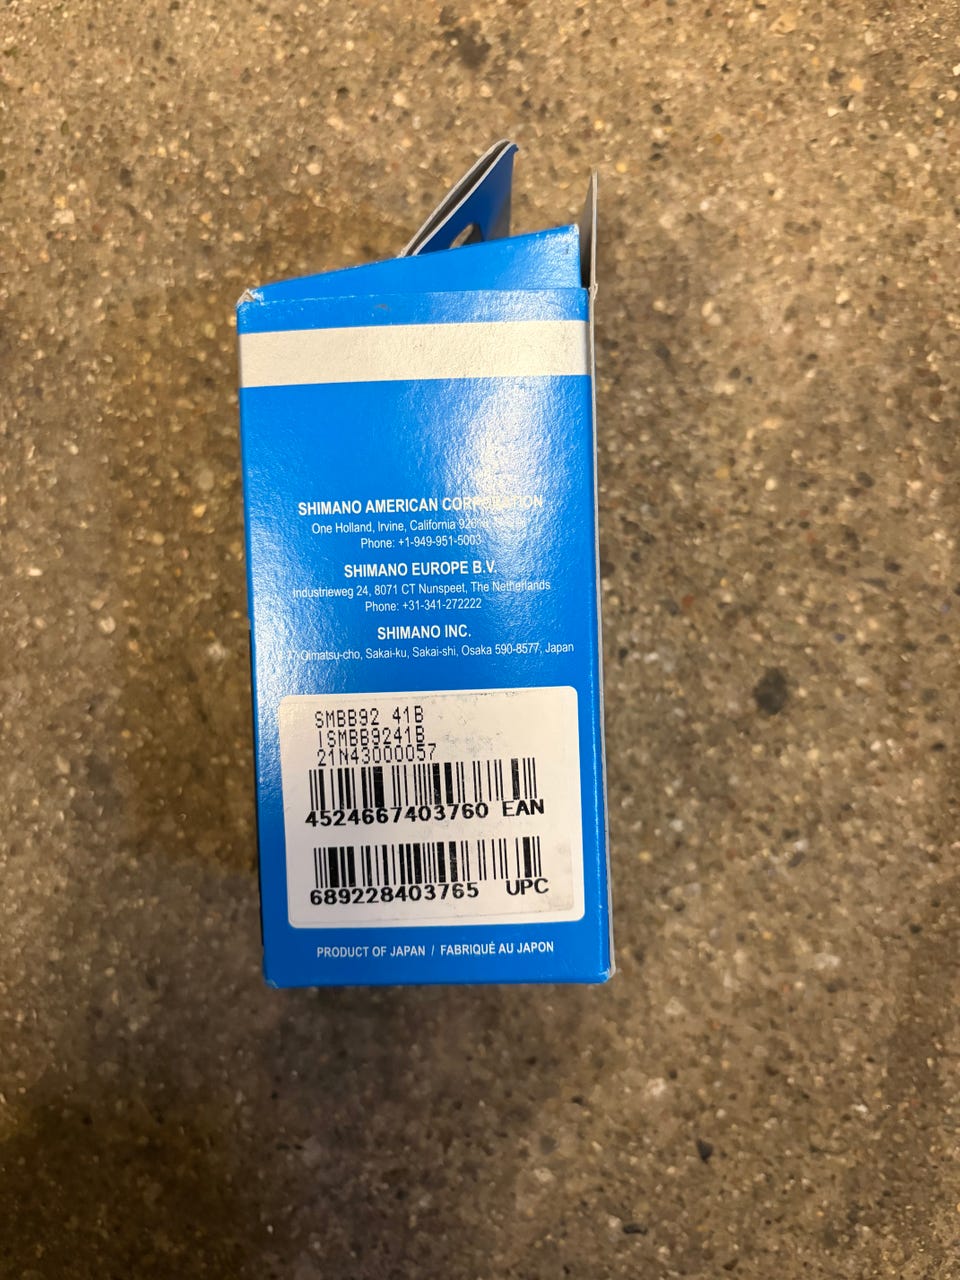 SHIMANO AMERICAN CORPORATION
One Holland, Irvine, California
Phone: +1-949-951-5003
SHIMANO EUROPE B.V.
Industrieweg 24, 8071 CT Nunspeet, The Netherlands
Phone: +31-341-272222
SHIMANO INC.
Oimatsu-cho, Sakai-ku, Sakai-shi, Osaka 590-8577, Japan
SMBB92 41B
ISMBB9241B
21N43000057
4524667403760 EAN
689228403765 UPC
PRODUCT OF JAPAN / FABRIQUÉ AU JAPON